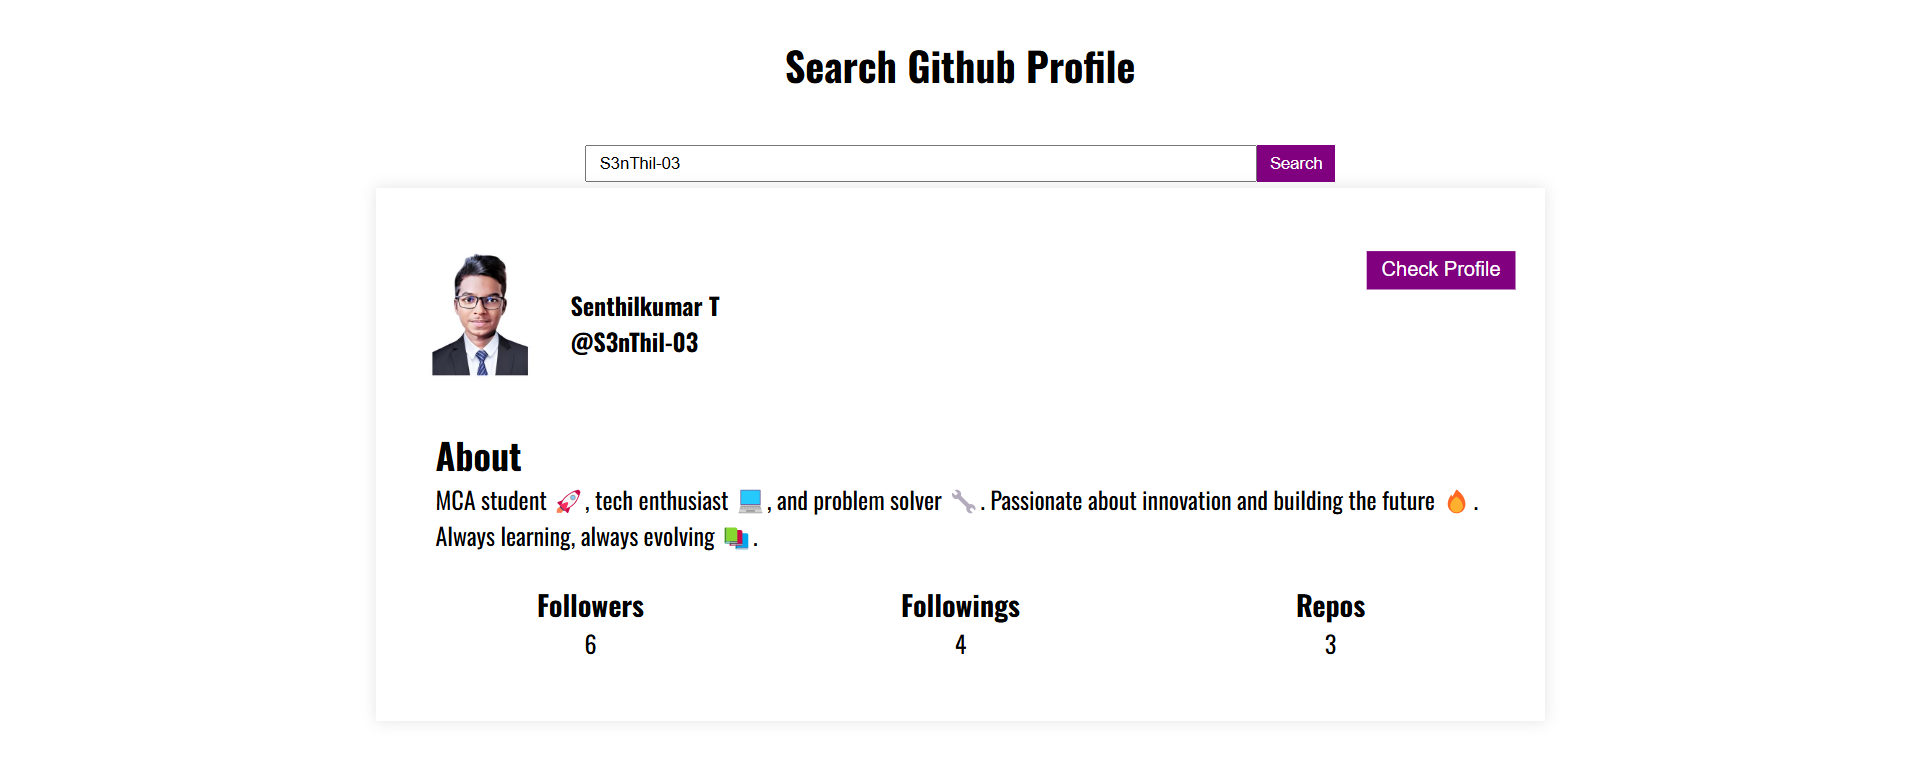 Search Github Profile
S3nThil-03
Search
Check Profile
Senthilkumar T
@S3nThil-03
About
MCA student 🚀, tech enthusiast 💻, and problem solver 🔧. Passionate about innovation and building the future 🔥.
Always learning, always evolving 📚.
Followers Followings Repos
6 4 3